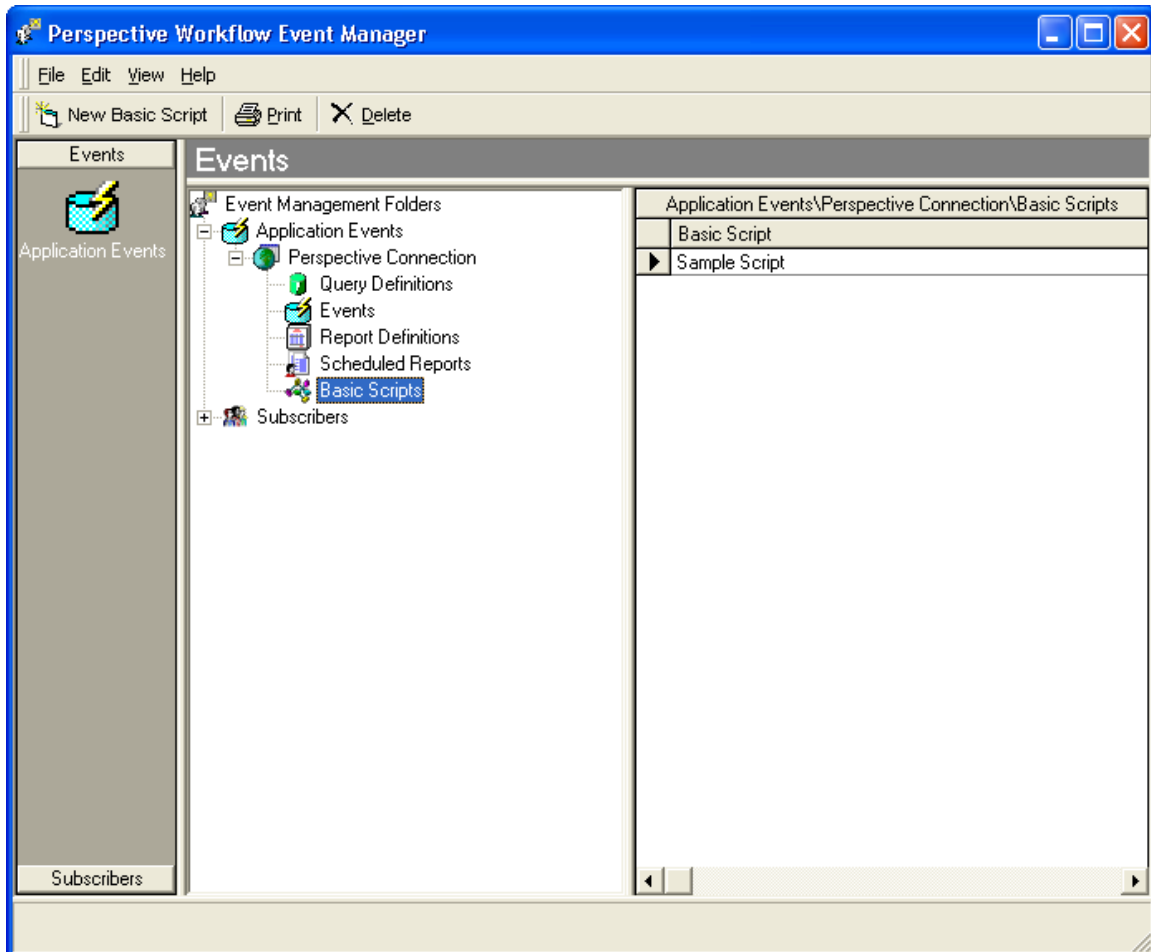 Perspective Workflow Event Manager
File Edit View Help
New Basic Script Print Delete
Events
Application Events
Subscribers
Events
Event Management Folders
Application Events
Perspective Connection
Query Definitions
Events
Report Definitions
Scheduled Reports
Basic Scripts
Subscribers
Application Events\Perspective Connection\Basic Scripts
Basic Script
Sample Script